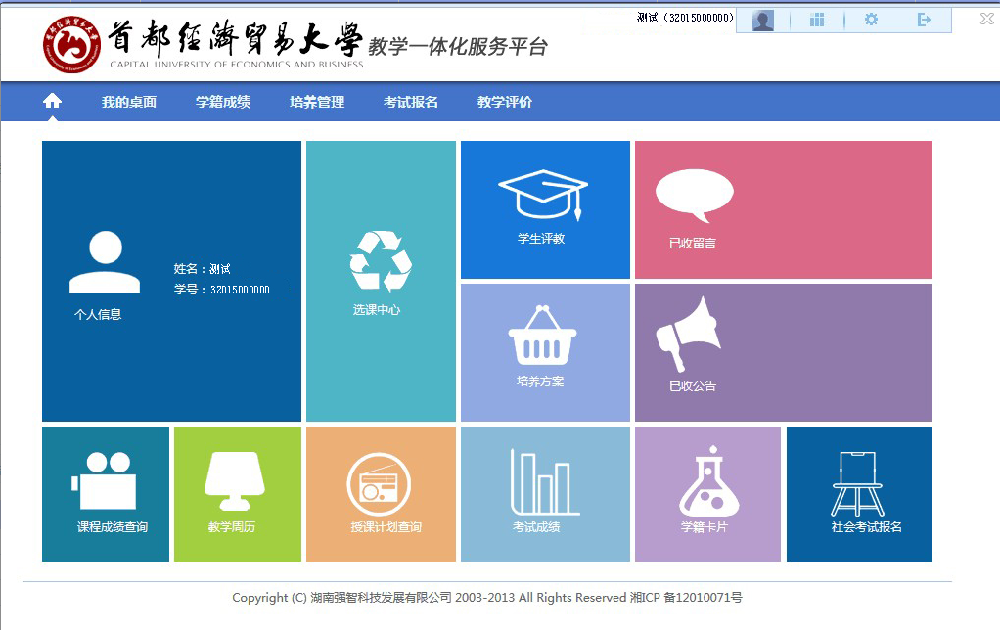 测试（32015000000）
首都经济贸易大学 教学一体化服务平台
CAPITAL UNIVERSITY OF ECONOMICS AND BUSINESS
我的桌面 学籍成绩 培养管理 考试报名 教学评价
姓名：测试
学号：32015000000
个人信息
选课中心
学生评教
已收留言
培养方案
已收公告
课程成绩查询
教学周历
授课计划查询
考试成绩
学籍卡片
社会考试报名
Copyright (C) 湖南强智科技发展有限公司 2003-2013 All Rights Reserved 湘ICP 备12010071号